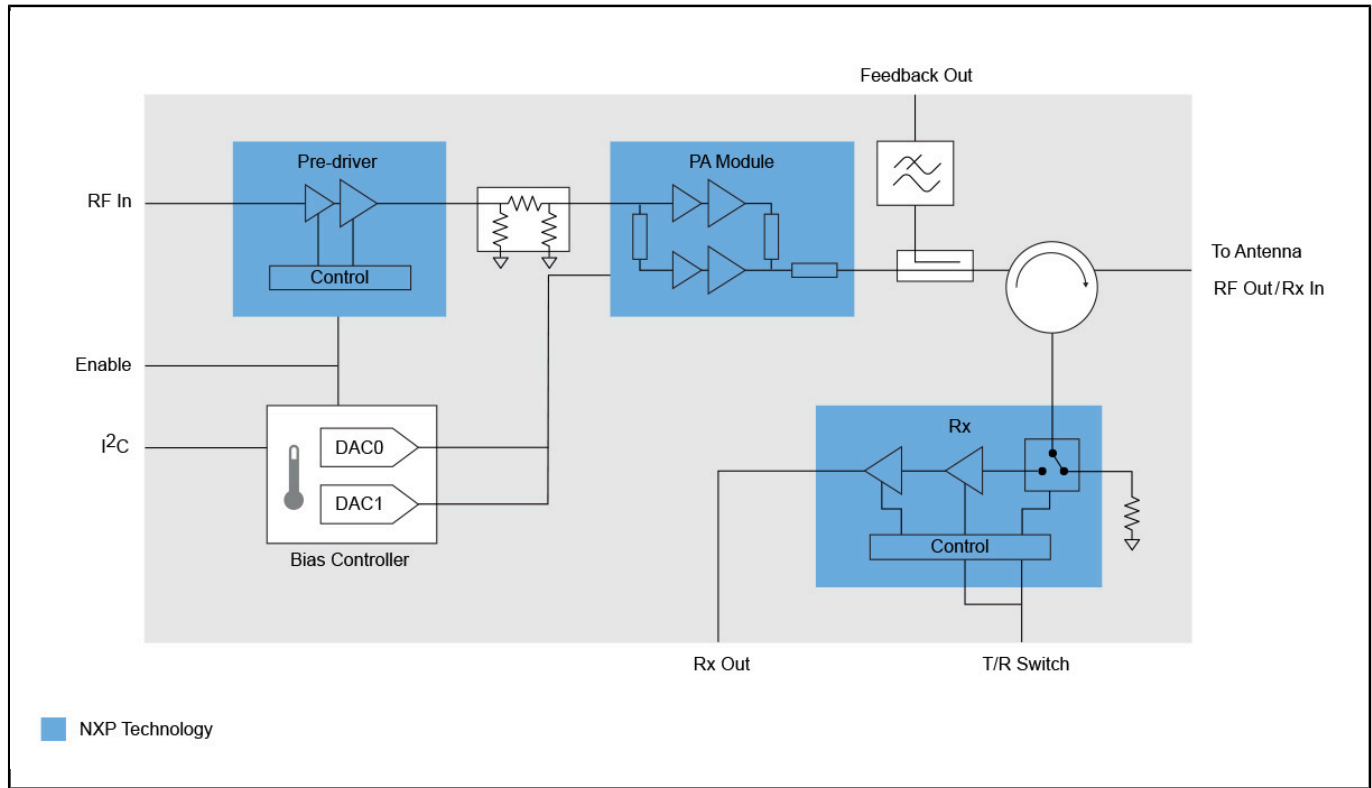 Feedback Out
Pre-driver
PA Module
RF In
Control
To Antenna
RF Out/Rx In
Enable
I²C
DAC0
DAC1
Bias Controller
Rx
Control
Rx Out
T/R Switch
NXP Technology